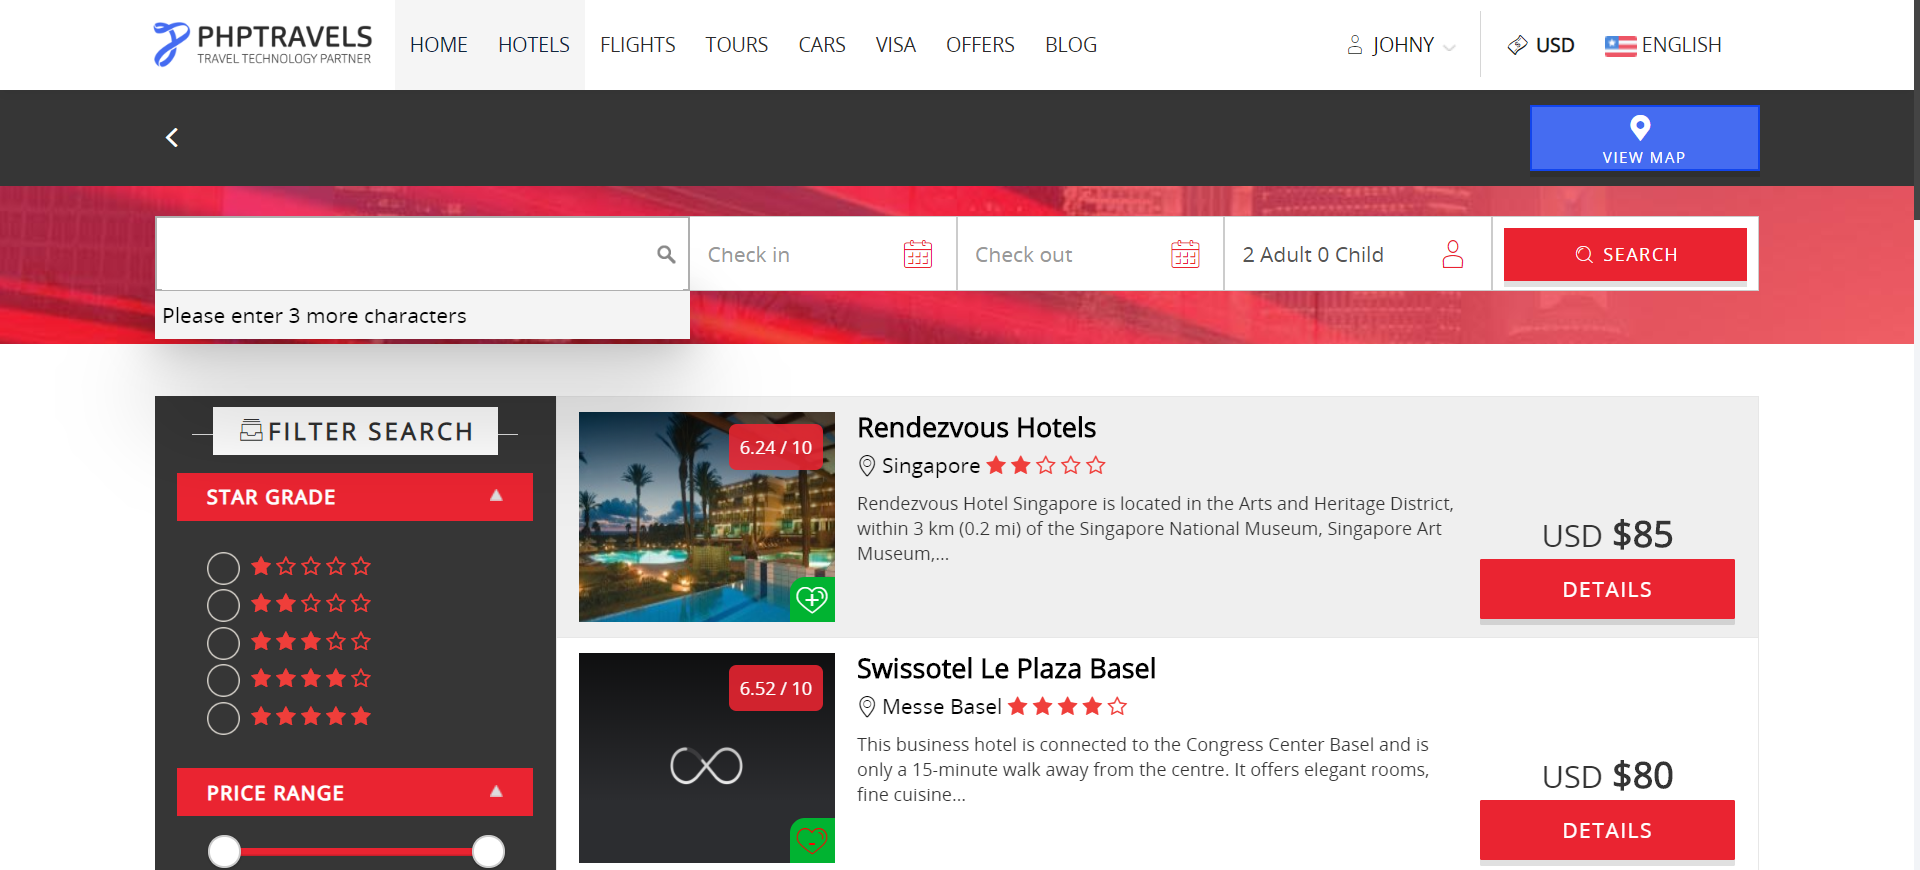 PHPTRAVELS
TRAVEL TECHNOLOGY PARTNER
HOME HOTELS FLIGHTS TOURS CARS VISA OFFERS BLOG
JOHNY USD ENGLISH
VIEW MAP
Check in Check out 2 Adult 0 Child SEARCH
Please enter 3 more characters
FILTER SEARCH
STAR GRADE
PRICE RANGE
6.24 / 10
Rendezvous Hotels
Singapore
Rendezvous Hotel Singapore is located in the Arts and Heritage District,
within 3 km (0.2 mi) of the Singapore National Museum, Singapore Art
Museum,...
USD $85
DETAILS
6.52 / 10
Swissotel Le Plaza Basel
Messe Basel
This business hotel is connected to the Congress Center Basel and is
only a 15-minute walk away from the centre. It offers elegant rooms,
fine cuisine...
USD $80
DETAILS